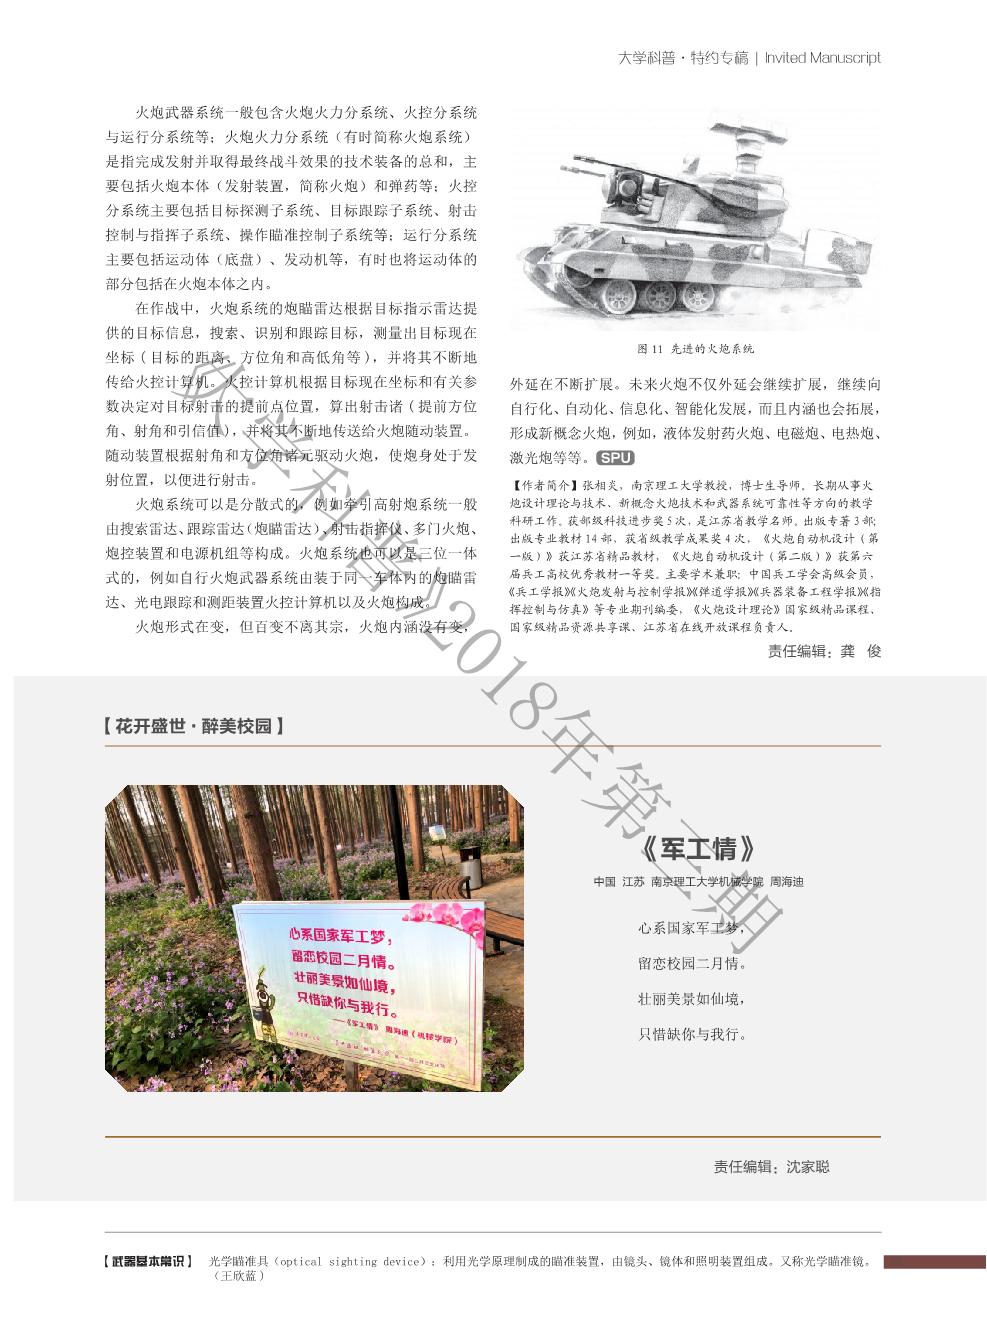 大学科普·特约专稿 | Invited Manuscript
火炮武器系统一般包含火炮火力分系统、火控分系统
与运行分系统等；火炮火力分系统（有时简称火炮系统）
是指完成发射并取得最终战斗效果的技术装备的总和，主
要包括火炮本体（发射装置，简称火炮）和弹药等；火控
分系统主要包括目标探测子系统、目标跟踪子系统、射击
控制与指挥子系统、操作瞄准控制子系统等；运行分系统
主要包括运动体（底盘）、发动机等，有时也将运动体的
部分包括在火炮本体之内。
在作战中，火炮系统的炮瞄雷达根据目标指示雷达提
供的目标信息，搜索、识别和跟踪目标，测量出目标现在
坐标（目标的距离、方位角和高低角等），并将其不断地
传给火控计算机。火控计算机根据目标现在坐标和有关参
数决定对目标射击的提前点位置，算出射击诸（提前方位
角、射角和引信值），并将其不断地传送给火炮随动装置。
随动装置根据射角和方位角诸元驱动火炮，使炮身处于发
射位置，以便进行射击。
火炮系统可以是分散式的，例如牵引高射炮系统一般
由搜索雷达、跟踪雷达（炮瞄雷达）、射击指挥仪、多门火炮、
炮控装置和电源机组等构成。火炮系统也可以是三位一体
式的，例如自行火炮武器系统由装于同一车体内的炮瞄雷
达、光电跟踪和测距装置火控计算机以及火炮构成。
火炮形式在变，但百变不离其宗，火炮内涵没有变，
图 11 先进的火炮系统
外延在不断扩展。未来火炮不仅外延会继续扩展，继续向
自行化、自动化、信息化、智能化发展，而且内涵也会拓展，
形成新概念火炮，例如，液体发射药火炮、电磁炮、电热炮、
激光炮等等。SPU
【作者简介】张相炎，南京理工大学教授，博士生导师。长期从事火
炮设计理论与技术、新概念火炮技术和武器系统可靠性等方向的教学
科研工作。获部级科技进步奖 5 次，是江苏省教学名师。出版专著 3 部；
出版专业教材 14 部，获省级教学成果奖 4 次，《火炮自动机设计（第
一版）》获江苏省精品教材，《火炮自动机设计（第二版）》获第六
届兵工高校优秀教材一等奖。主要学术兼职：中国兵工学会高级会员，
《兵工学报》《火炮发射与控制学报》《弹道学报》《兵器装备工程学报》《指
挥控制与仿真》等专业期刊编委，《火炮设计理论》国家级精品课程、
国家级精品资源共享课、江苏省在线开放课程负责人。
责任编辑：龚 俊
《大学科普》2018年第二期
【花开盛世·醉美校园】
心系国家军工梦，
留恋校园二月情。
壮丽美景如仙境，
只惜缺你与我行。
——《军工情》 周海迪（机械学院）
《军工情》
中国 江苏 南京理工大学机械学院 周海迪
心系国家军工梦，
留恋校园二月情。
壮丽美景如仙境，
只惜缺你与我行。
责任编辑：沈家聪
【武器基本常识】 光学瞄准具（optical sighting device）：利用光学原理制成的瞄准装置，由镜头、镜体和照明装置组成。又称光学瞄准镜。
（王欣蓝）